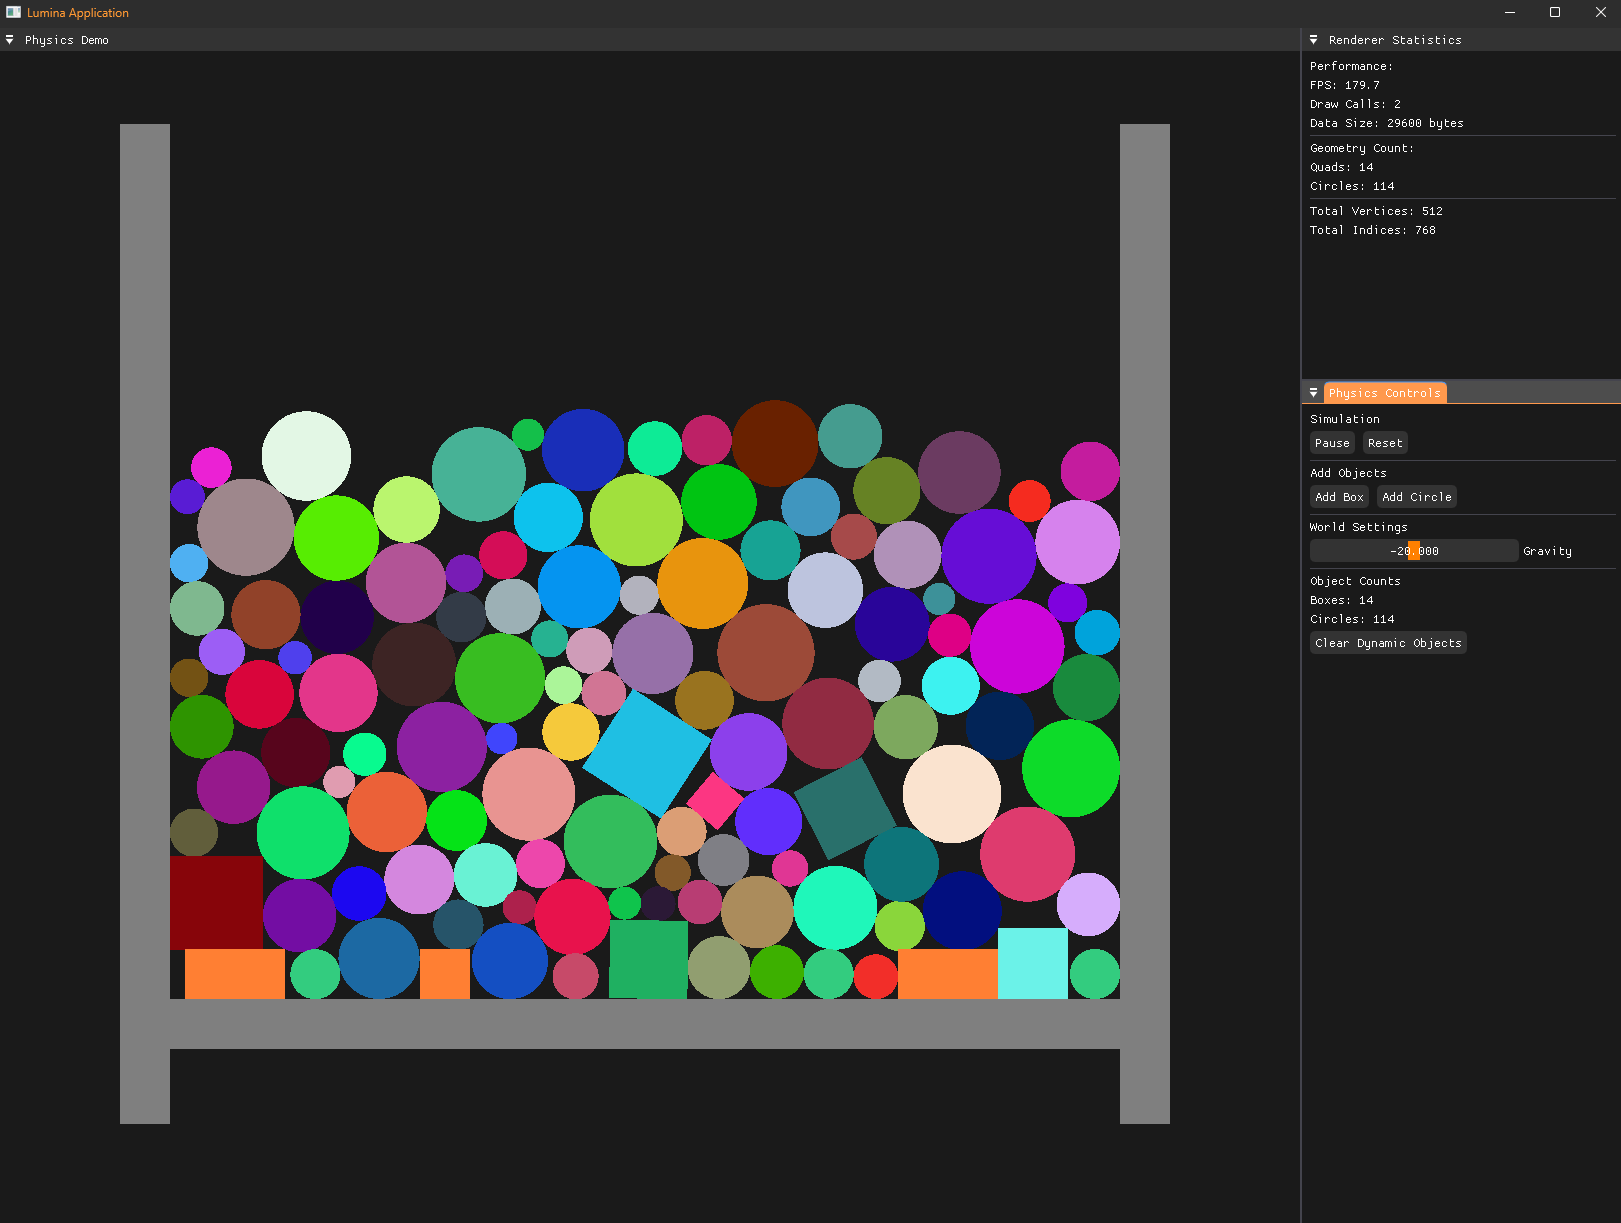 Lumina Application
Physics Demo
Renderer Statistics
Performance:
FPS: 179.7
Draw Calls: 2
Data Size: 29600 bytes
Geometry Count:
Quads: 14
Circles: 114
Total Vertices: 512
Total Indices: 768
Physics Controls
Simulation
Pause Reset
Add Objects
Add Box Add Circle
World Settings
-20.000 Gravity
Object Counts
Boxes: 14
Circles: 114
Clear Dynamic Objects